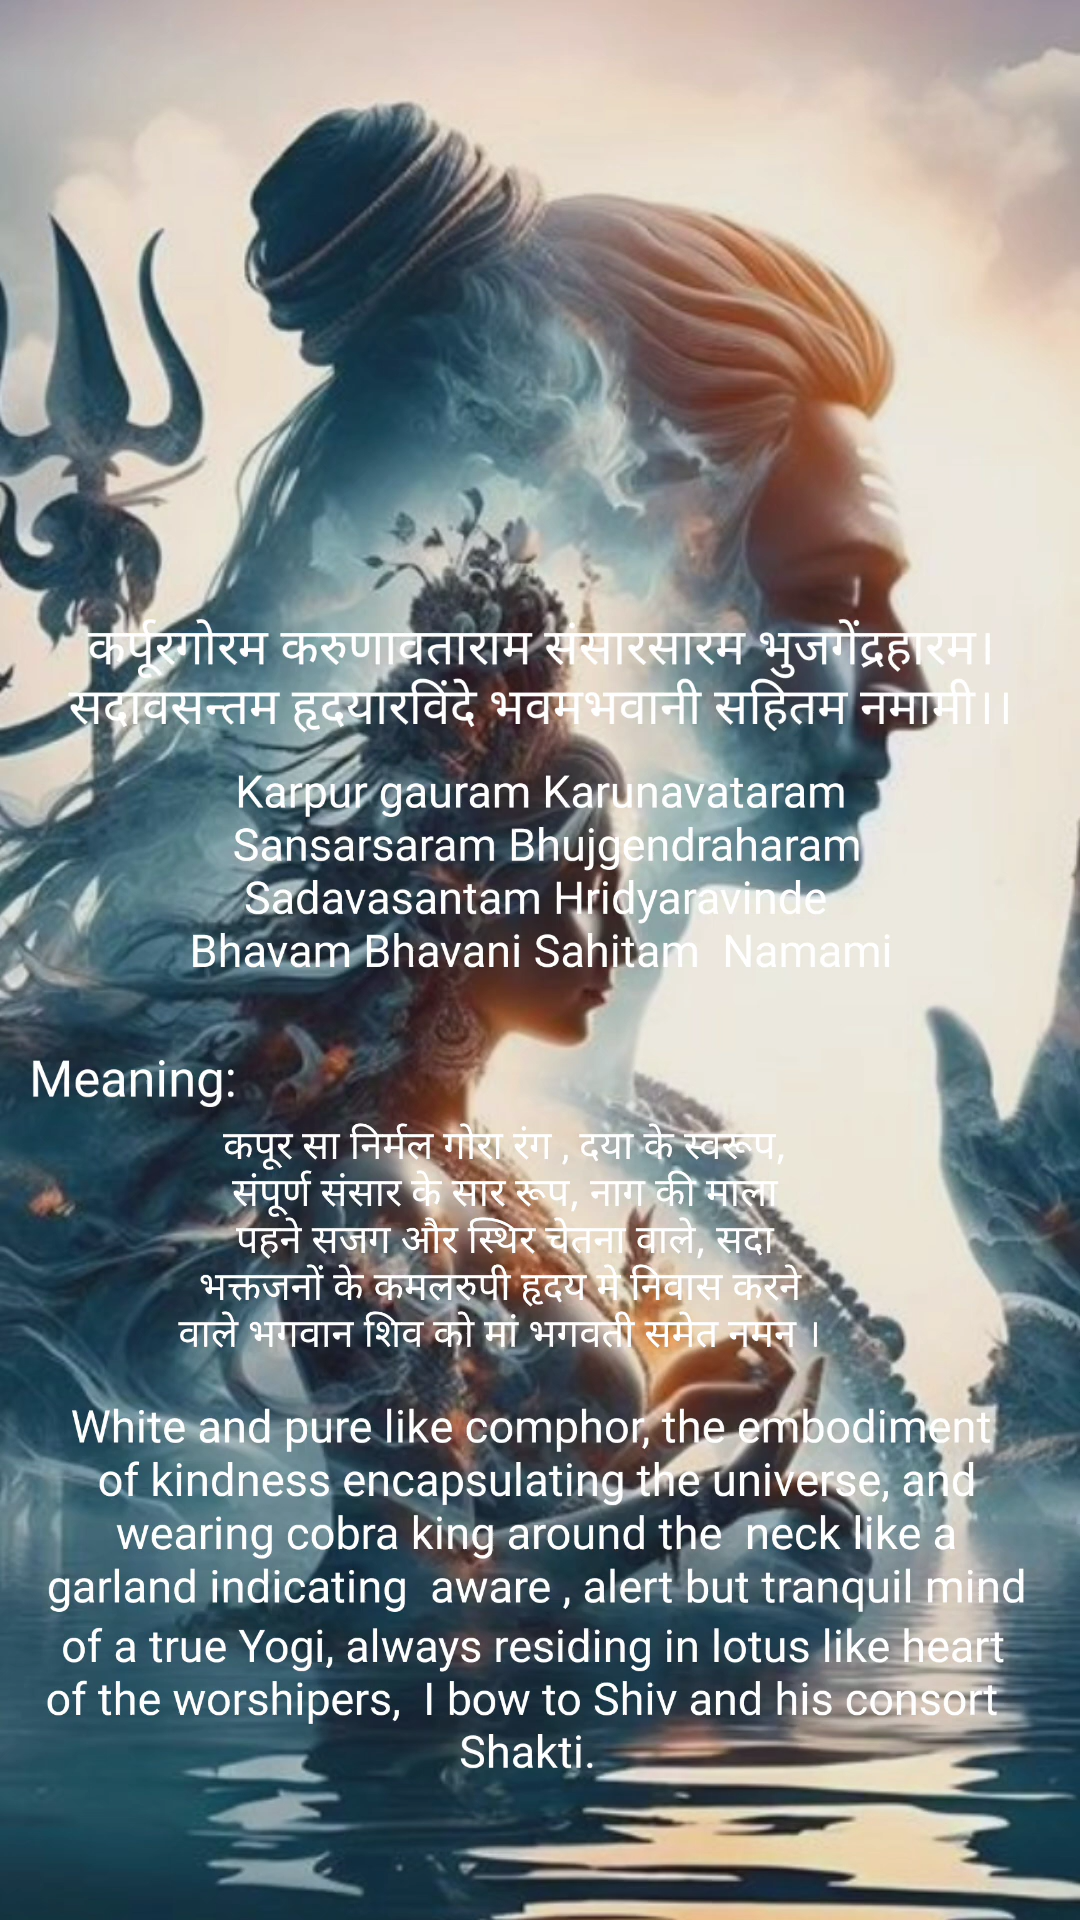 कर्पूरगोरम करुणावताराम संसारसारम भुजगेंद्रहारम।
सदावसन्तम हृदयारविंदे भवमभवानी सहितम नमामी।।
Karpur gauram Karunavataram
Sansarsaram Bhujgendraharam
Sadavasantam Hridyaravinde
Bhavam Bhavani Sahitam Namami
Meaning:
कपूर सा निर्मल गोरा रंग , दया के स्वरूप,
संपूर्ण संसार के सार रूप, नाग की माला
पहने सजग और स्थिर चेतना वाले, सदा
भक्तजनों के कमलरुपी हृदय मे निवास करने
वाले भगवान शिव को मां भगवती समेत नमन ।
White and pure like comphor, the embodiment
of kindness encapsulating the universe, and
wearing cobra king around the neck like a
garland indicating aware , alert but tranquil mind
of a true Yogi, always residing in lotus like heart
of the worshipers, I bow to Shiv and his consort
Shakti.